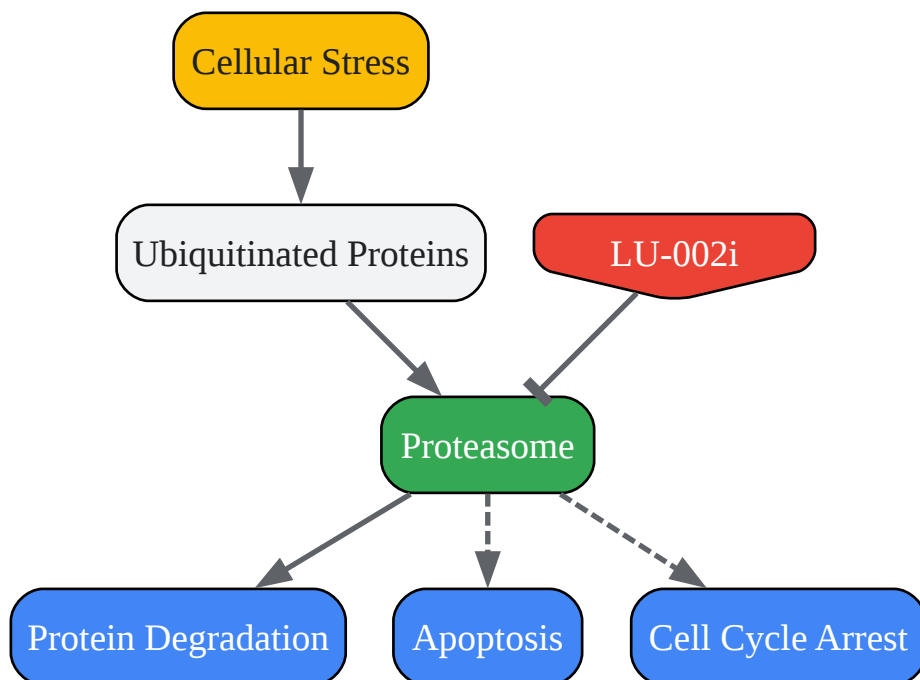 Cellular Stress
Ubiquitinated Proteins
LU-002i
Proteasome
Protein Degradation
Apoptosis
Cell Cycle Arrest